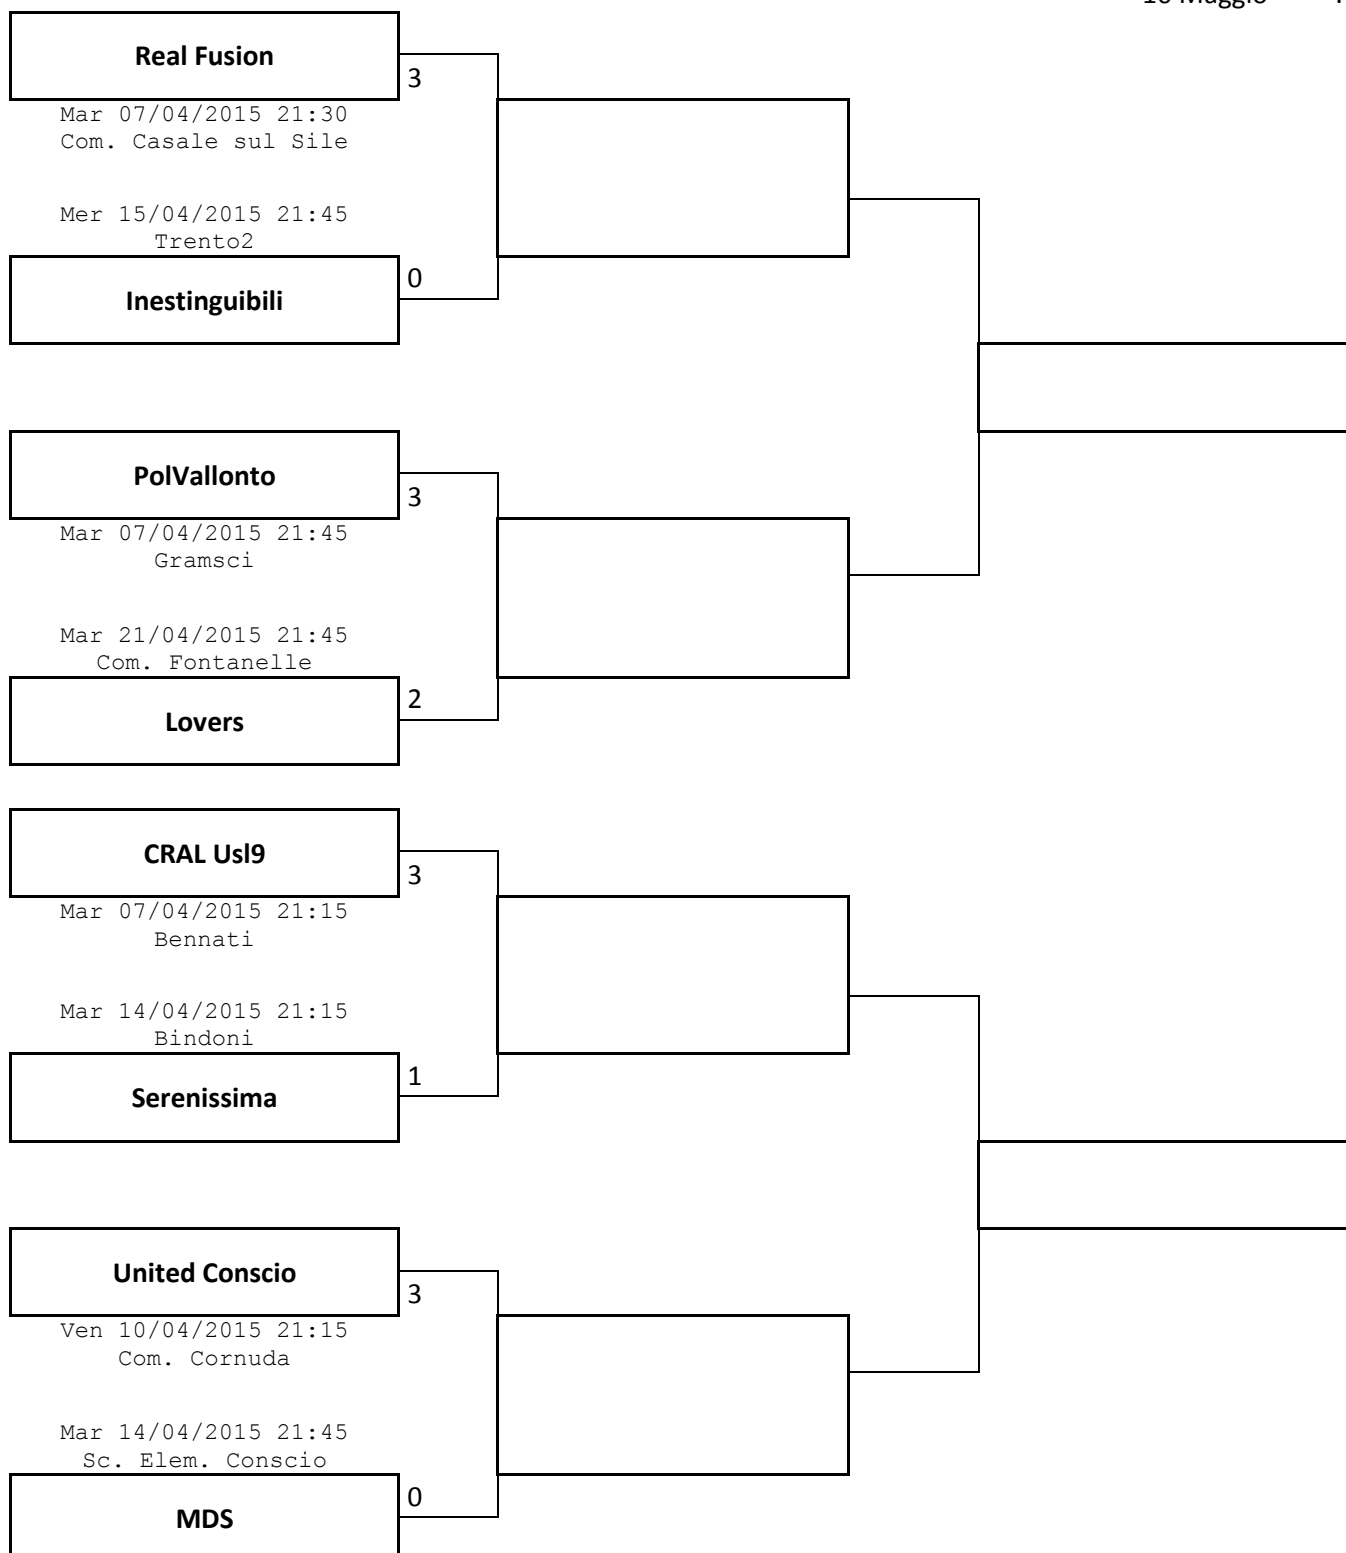 Real Fusion
3
Mar 07/04/2015 21:30
Com. Casale sul Sile
Mer 15/04/2015 21:45
Trento2
0
Inestinguibili
PolVallonto
3
Mar 07/04/2015 21:45
Gramsci
Mar 21/04/2015 21:45
Com. Fontanelle
2
Lovers
CRAL Usl9
3
Mar 07/04/2015 21:15
Bennati
Mar 14/04/2015 21:15
Bindoni
1
Serenissima
United Conscio
3
Ven 10/04/2015 21:15
Com. Cornuda
Mar 14/04/2015 21:45
Sc. Elem. Conscio
0
MDS